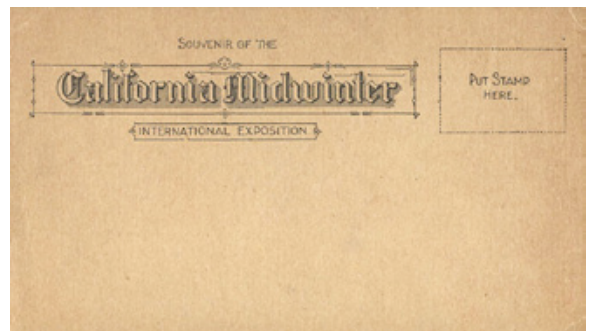 SOUVENIR OF THE
California Midwinter
INTERNATIONAL EXPOSITION
PUT STAMP
HERE.